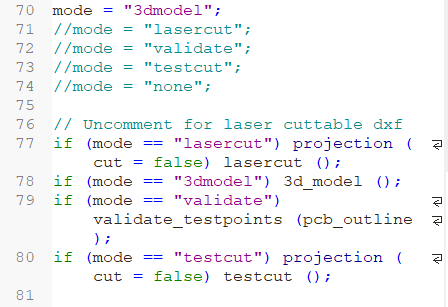 70 mode = "3dmodel";
71 //mode = "lasercut";
72 //mode = "validate";
73 //mode = "testcut";
74 //mode = "none";
75
76 // Uncomment for laser cuttable dxf
77 if (mode == "lasercut") projection (
cut = false) lasercut ();
78 if (mode == "3dmodel") 3d_model ();
79 if (mode == "validate")
validate_testpoints (pcb_outline
);
80 if (mode == "testcut") projection (
cut = false) testcut ();
81